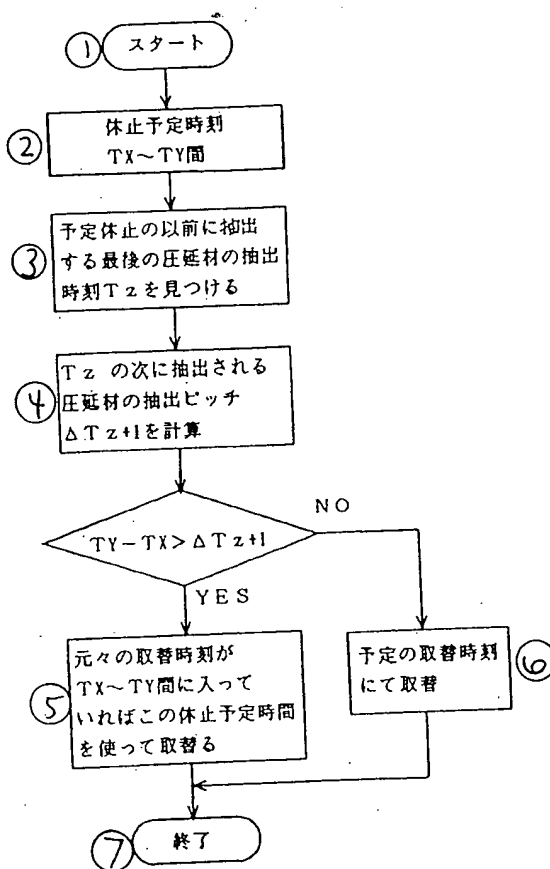 ① スタート
② 休止予定時刻
TX～TY間
③ 予定休止の以前に抽出
する最後の圧延材の抽出
時刻Tzを見つける
④ Tz の次に抽出される
圧延材の抽出ピッチ
ΔTz+1を計算
TY-TX>ΔTz+1
NO
YES
⑤ 元々の取替時刻が
TX～TY間に入って
いればこの休止予定時間
を使って取替る
予定の取替時刻
にて取替 ⑥
⑦ 終了